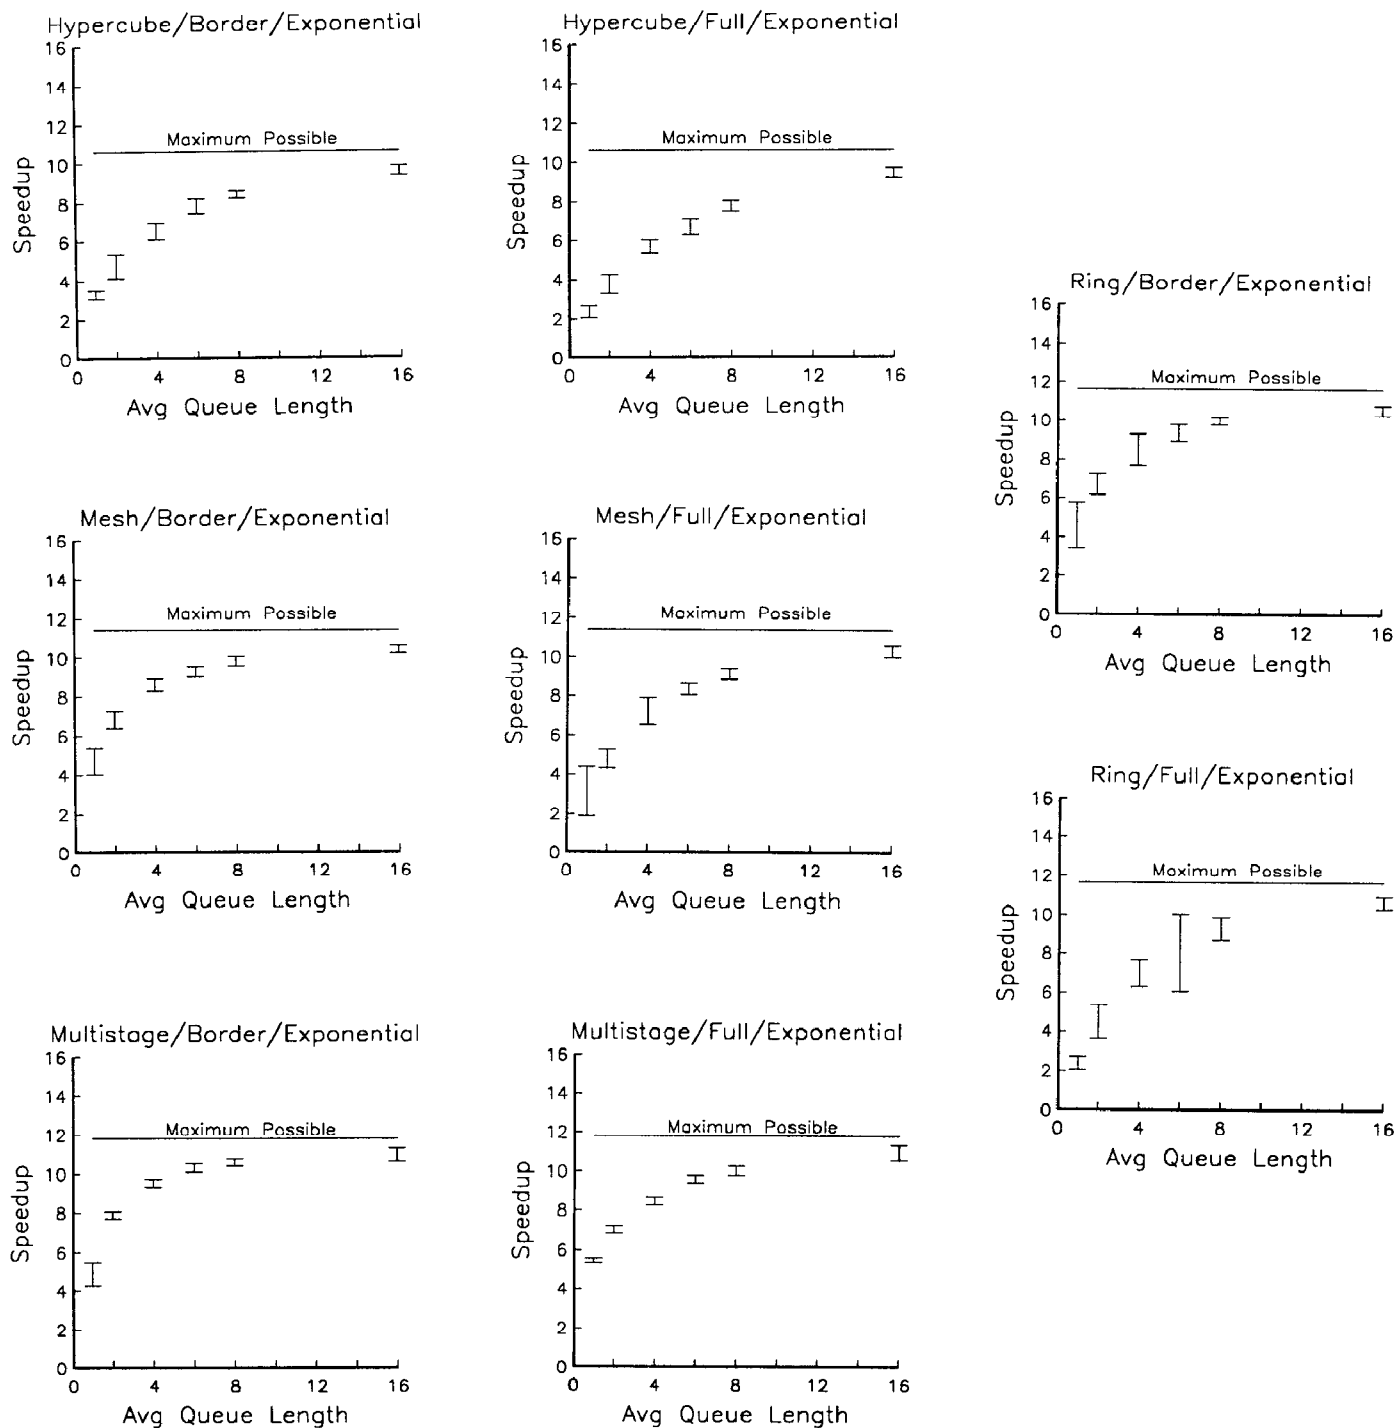 Hypercube/Border/Exponential
16
14
12
10
8
6
4
2
0
Speedup
Maximum Possible
0 4 8 12 16
Avg Queue Length
Hypercube/Full/Exponential
16
14
12
10
8
6
4
2
0
Speedup
Maximum Possible
0 4 8 12 16
Avg Queue Length
Ring/Border/Exponential
16
14
12
10
8
6
4
2
0
Speedup
Maximum Possible
0 4 8 12 16
Avg Queue Length
Mesh/Border/Exponential
16
14
12
10
8
6
4
2
0
Speedup
Maximum Possible
0 4 8 12 16
Avg Queue Length
Mesh/Full/Exponential
16
14
12
10
8
6
4
2
0
Speedup
Maximum Possible
0 4 8 12 16
Avg Queue Length
Ring/Full/Exponential
16
14
12
10
8
6
4
2
0
Speedup
Maximum Possible
0 4 8 12 16
Avg Queue Length
Multistage/Border/Exponential
16
14
12
10
8
6
4
2
0
Speedup
Maximum Possible
0 4 8 12 16
Avg Queue Length
Multistage/Full/Exponential
16
14
12
10
8
6
4
2
0
Speedup
Maximum Possible
0 4 8 12 16
Avg Queue Length